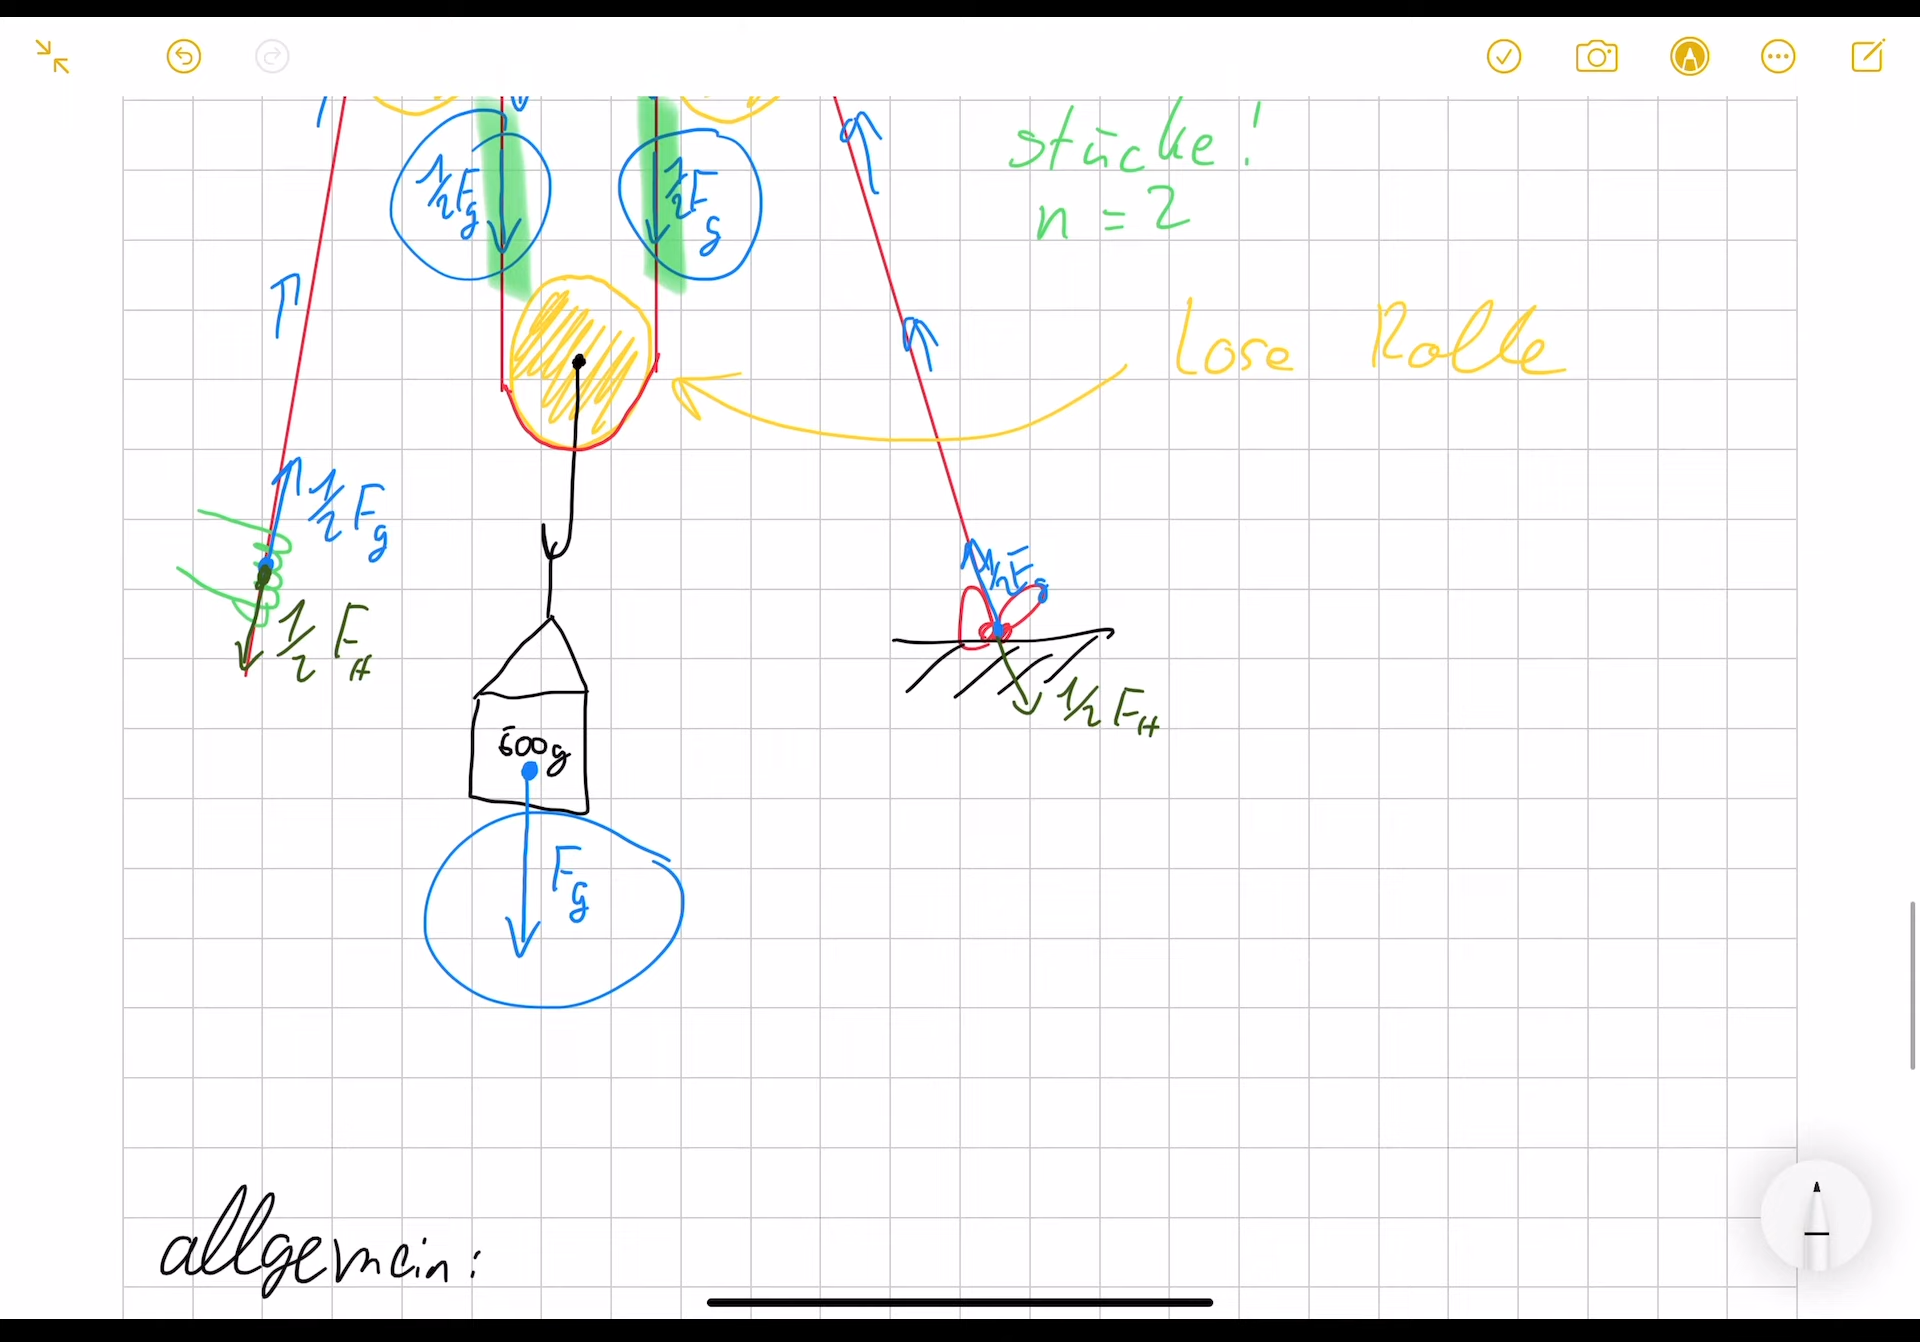 stücke!
n = 2
1/2 Fg
1/2 Fg
Lose Rolle
1/2 Fg
1/2 Fg
1/2 FH
1/2 FH
600g
Fg
allgemein: